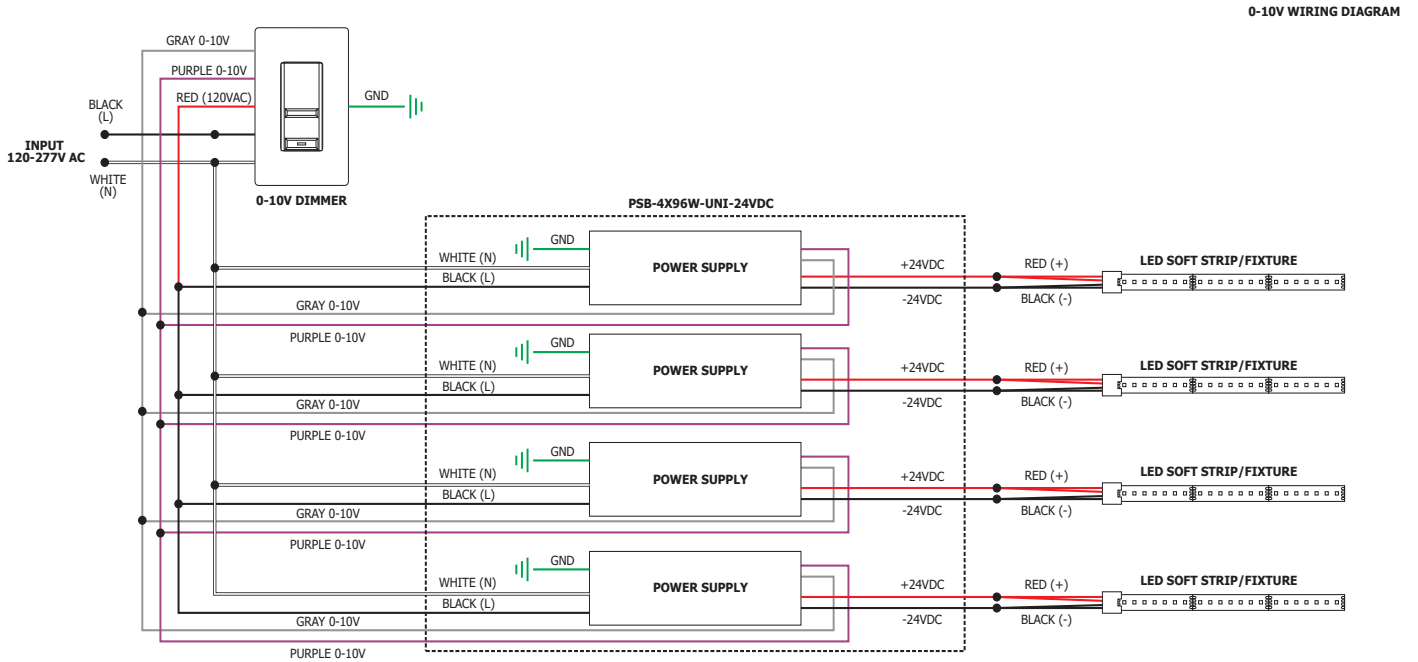 0-10V WIRING DIAGRAM
GRAY 0-10V
PURPLE 0-10V
RED (120VAC)
GND
BLACK
(L)
INPUT
120-277V AC
WHITE
(N)
0-10V DIMMER
PSB-4X96W-UNI-24VDC
GND
WHITE (N)
BLACK (L)
POWER SUPPLY
+24VDC
-24VDC
RED (+)
BLACK (-)
LED SOFT STRIP/FIXTURE
GRAY 0-10V
PURPLE 0-10V
GND
WHITE (N)
BLACK (L)
POWER SUPPLY
+24VDC
-24VDC
RED (+)
BLACK (-)
LED SOFT STRIP/FIXTURE
GRAY 0-10V
PURPLE 0-10V
GND
WHITE (N)
BLACK (L)
POWER SUPPLY
+24VDC
-24VDC
RED (+)
BLACK (-)
LED SOFT STRIP/FIXTURE
GRAY 0-10V
PURPLE 0-10V
GND
WHITE (N)
BLACK (L)
POWER SUPPLY
+24VDC
-24VDC
RED (+)
BLACK (-)
LED SOFT STRIP/FIXTURE
GRAY 0-10V
PURPLE 0-10V